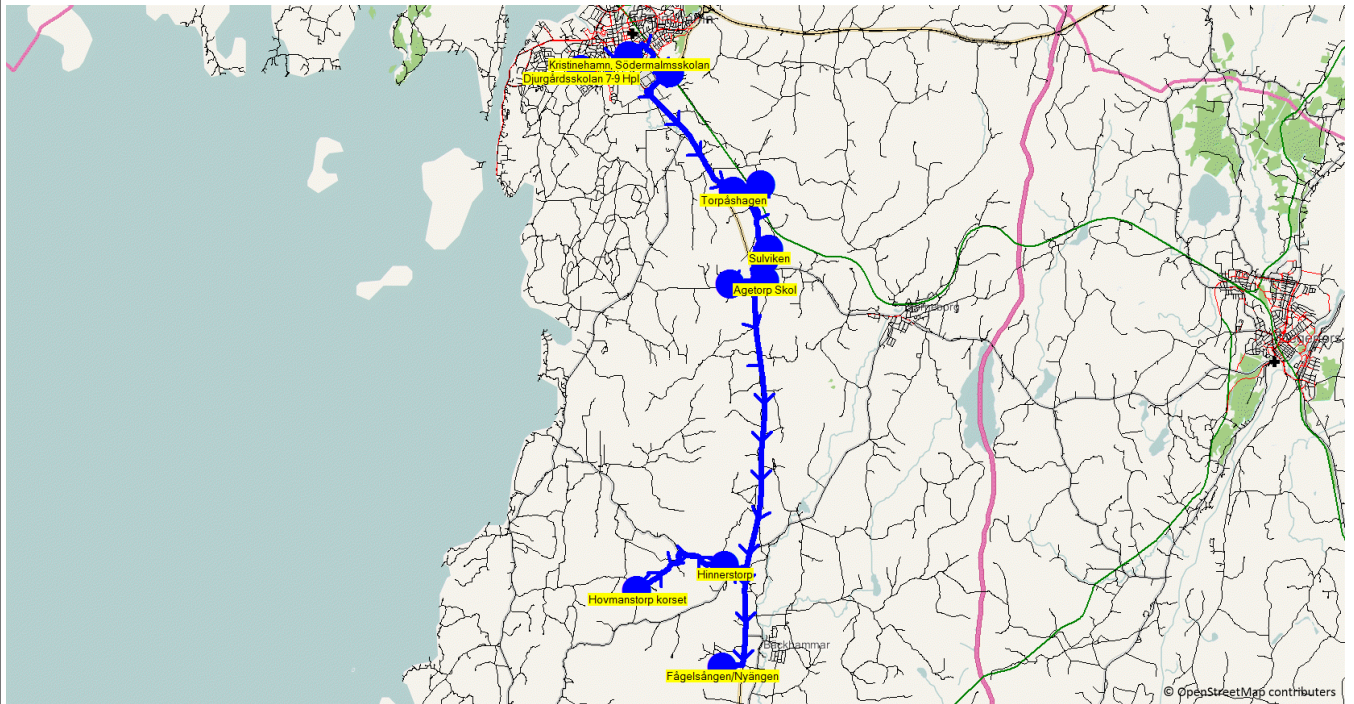 Kristinehamn, Södermalmsskolan
Djurgårdsskolan 7-9 Hpl
Torpåshagen
Sulviken
Agetorp Skol
Hinnerstorp
Hovmanstorp korset
Bäckhammar
Fågelsången/Nyängen
© OpenStreetMap contributors